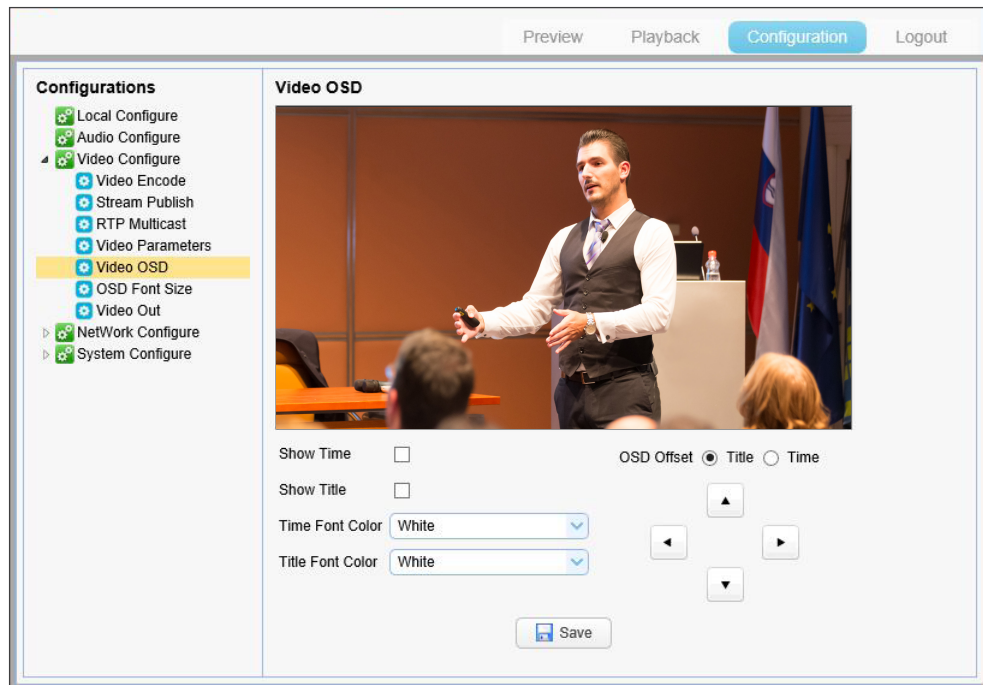 Preview Playback Configuration Logout
Configurations
Local Configure
Audio Configure
Video Configure
Video Encode
Stream Publish
RTP Multicast
Video Parameters
Video OSD
OSD Font Size
Video Out
NetWork Configure
System Configure
Video OSD
Show Time
OSD Offset Title Time
Show Title
Time Font Color White
Title Font Color White
Save